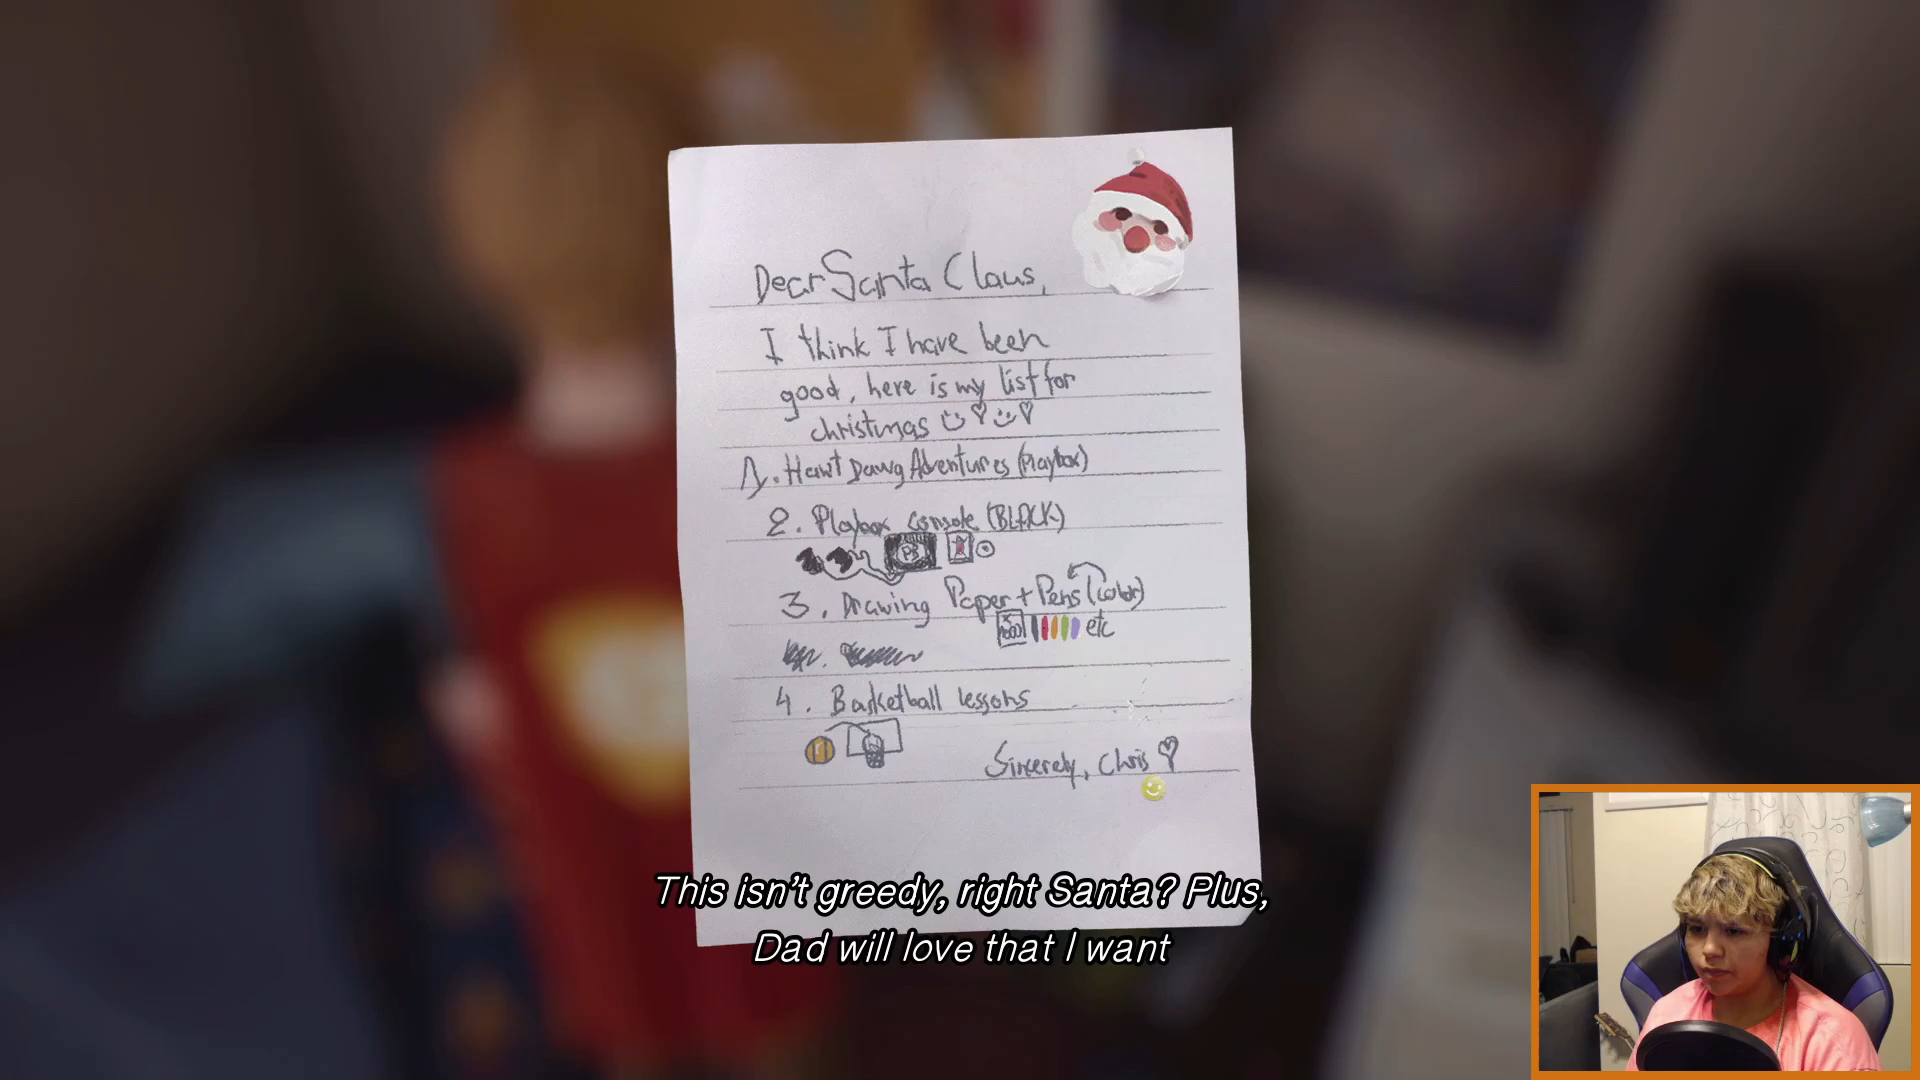 Dear Santa Claus,
I think I have been
good, here is my list for
christmas
1. Hawt Dawg Adventures (Playbox)
2. Playbox console (BLACK)
PB
3. Drawing Paper + Pens (color)
etc
4. Basketball lessons
Sincerely, Chris
This isn't greedy, right Santa? Plus,
Dad will love that I want